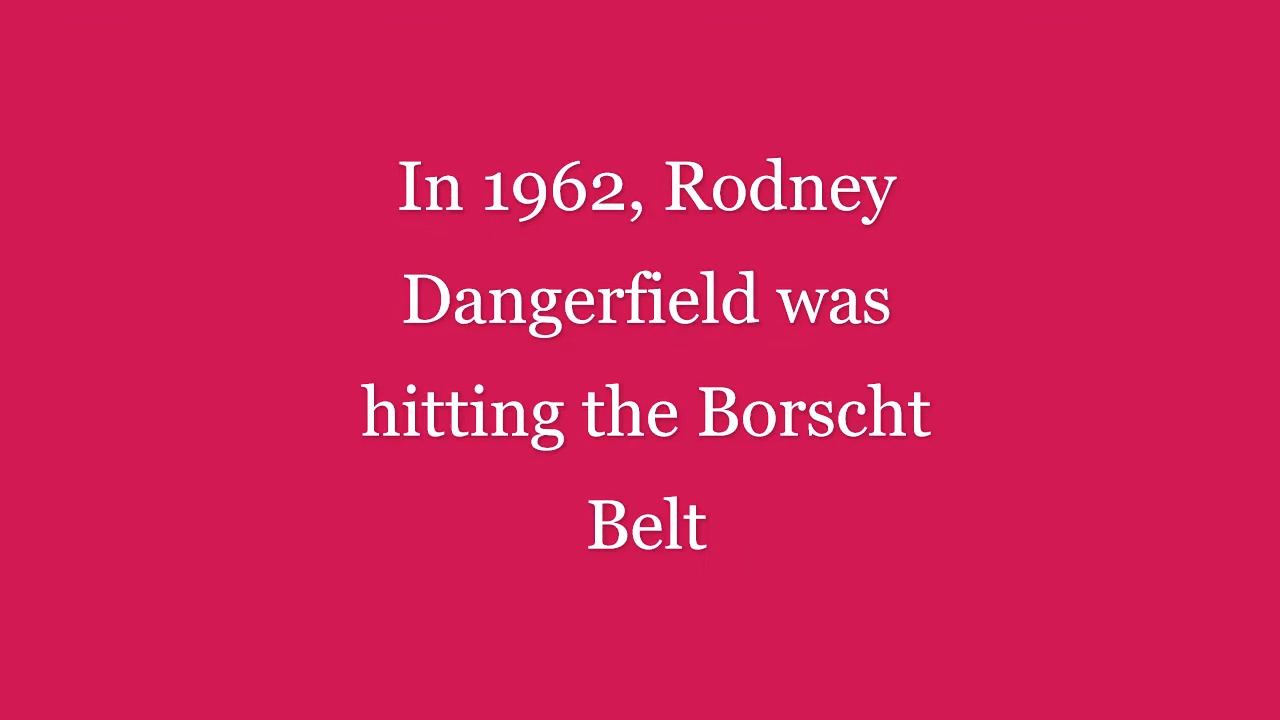 In 1962, Rodney
Dangerfield was
hitting the Borscht
Belt